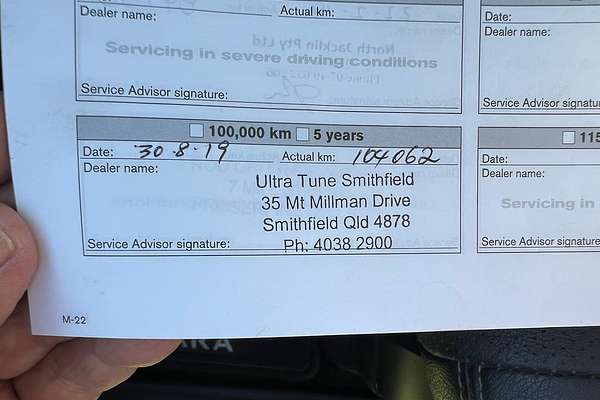 Dealer name:
Actual km:
Date:
Dealer name:
North Jacklin Pty Ltd
Servicing in severe driving conditions
Service Advisor signature:
Service Advisor signatu
100,000 km 5 years
115
Date: 30·8·19 Actual km: 104062
Date:
Dealer name:
Dealer name:
Ultra Tune Smithfield
35 Mt Millman Drive
Smithfield Qld 4878
Ph: 4038 2900
Servicing in
Service Advisor signature:
Service Advisor signatu
M-22